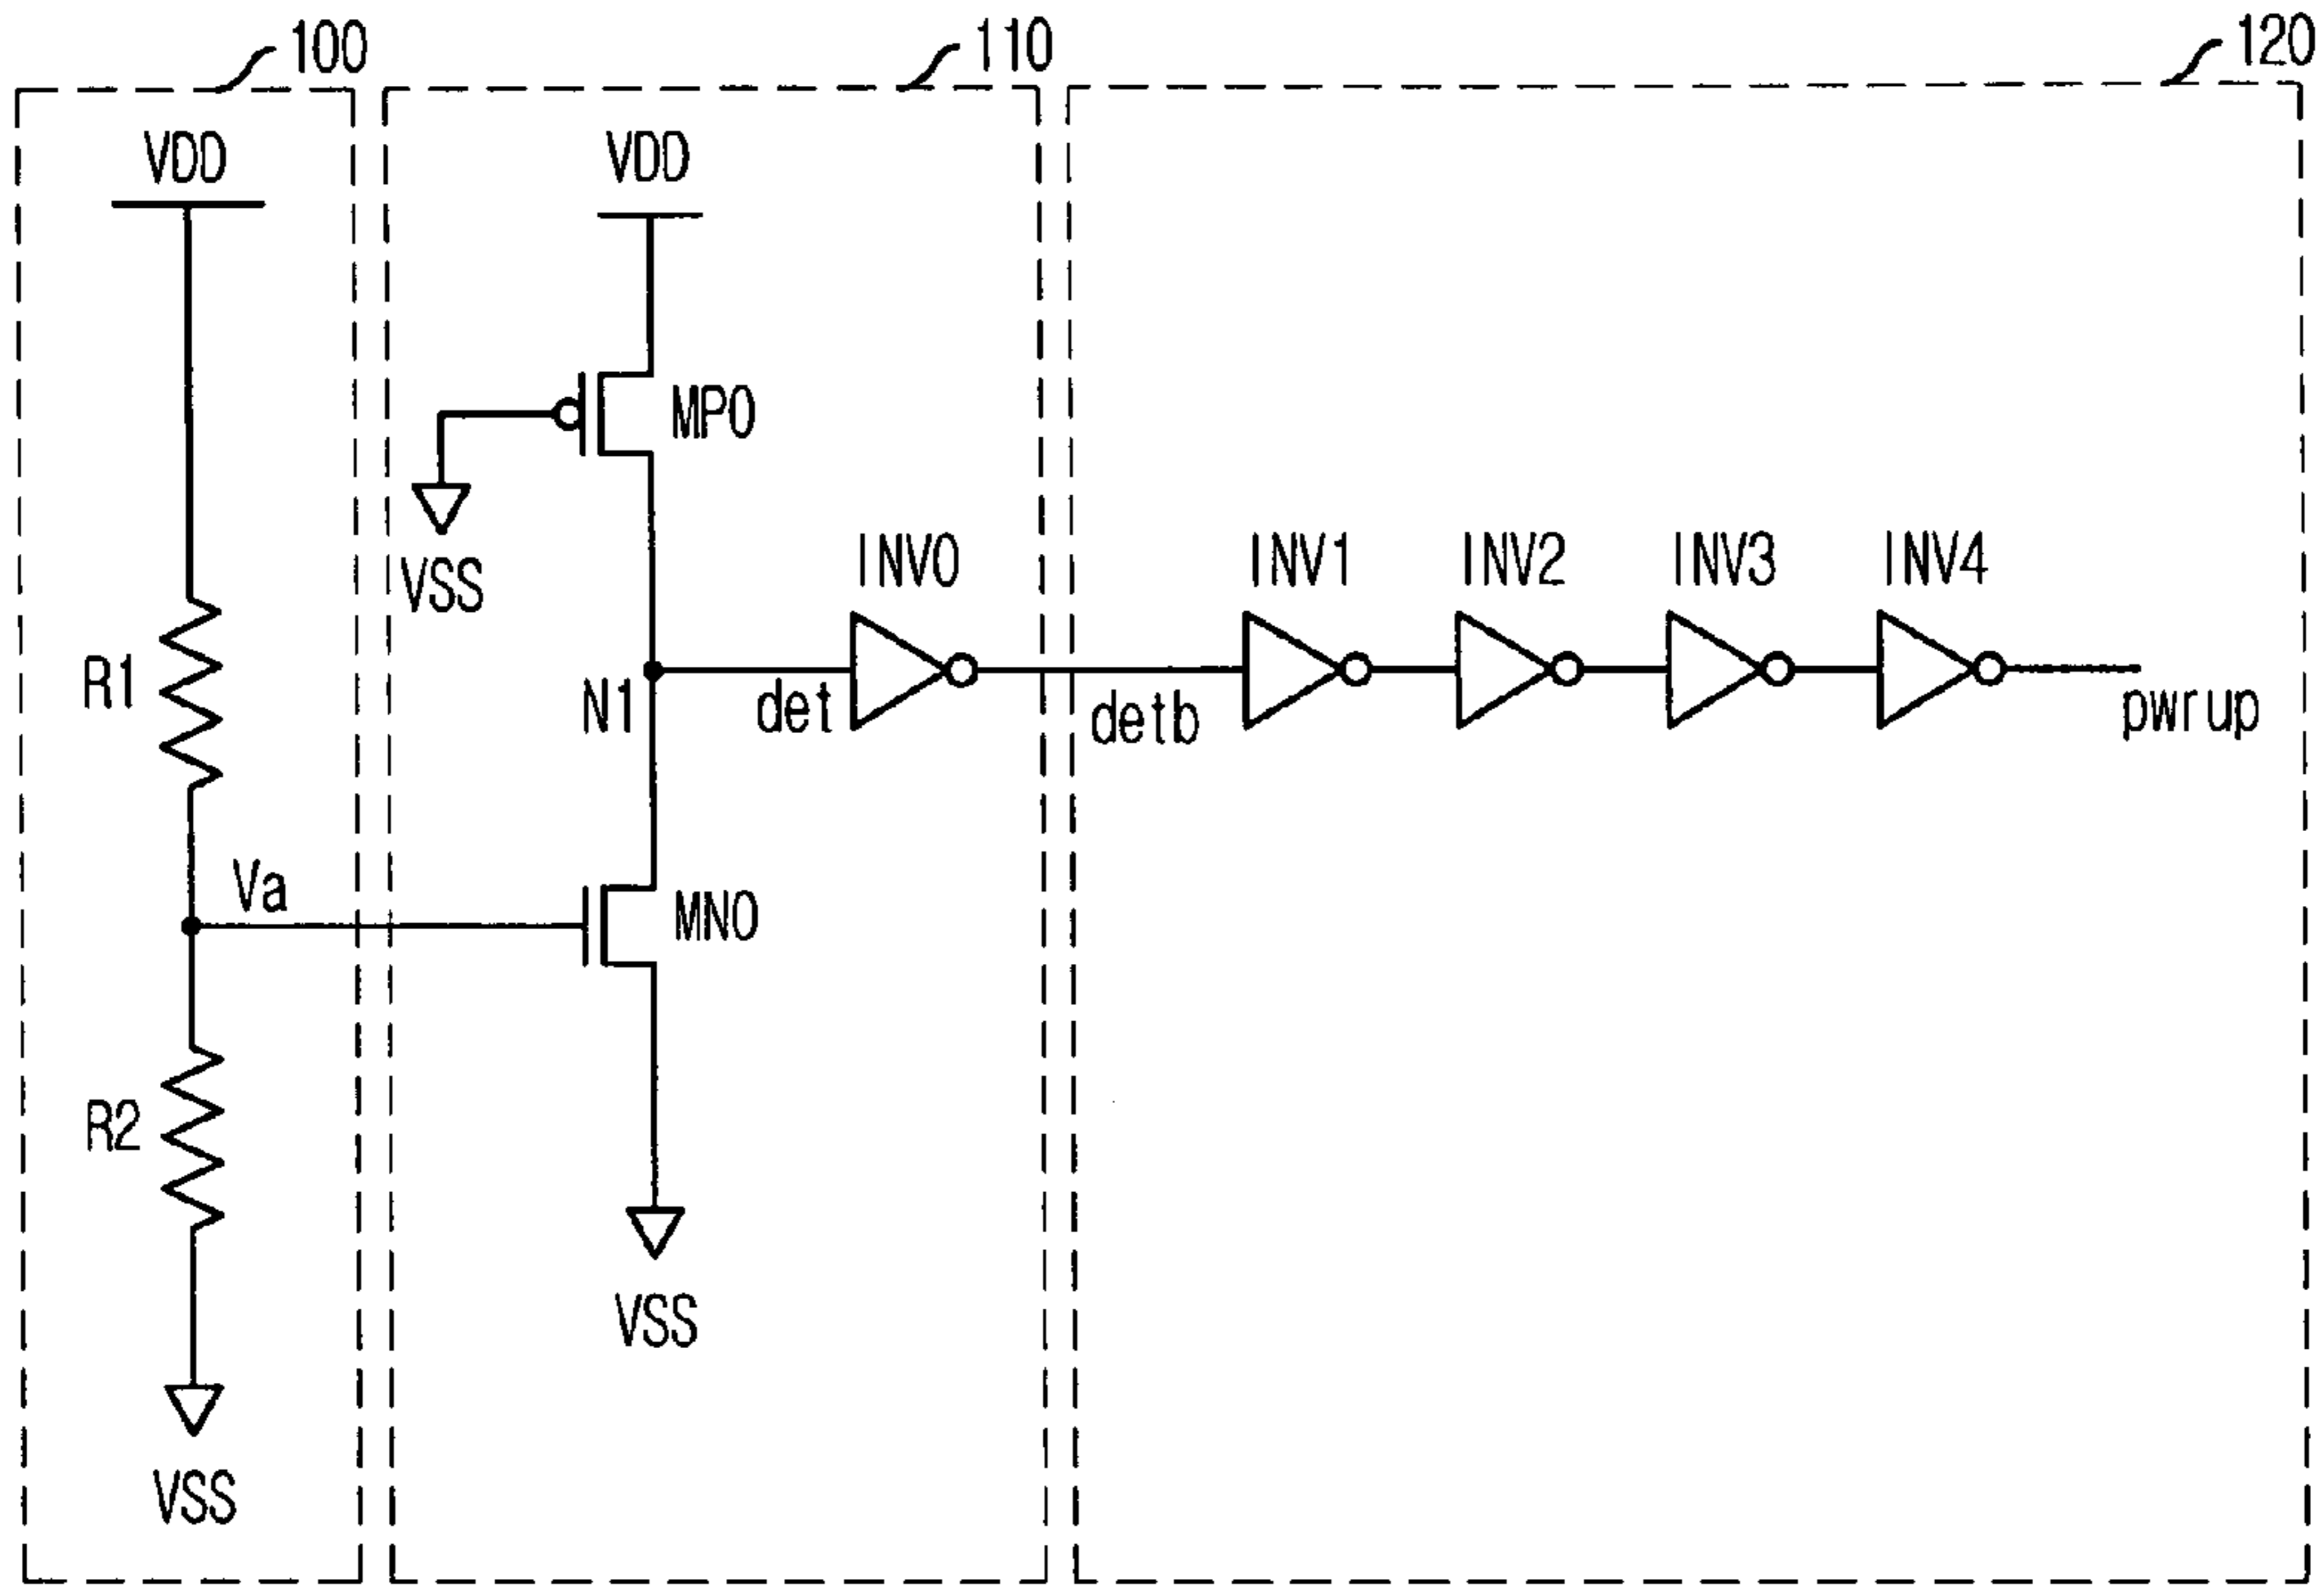 100
110
120
VDD
VDD
MP0
VSS
INV0
INV1
INV2
INV3
INV4
R1
N1
det
detb
pwrup
Va
MN0
R2
VSS
VSS